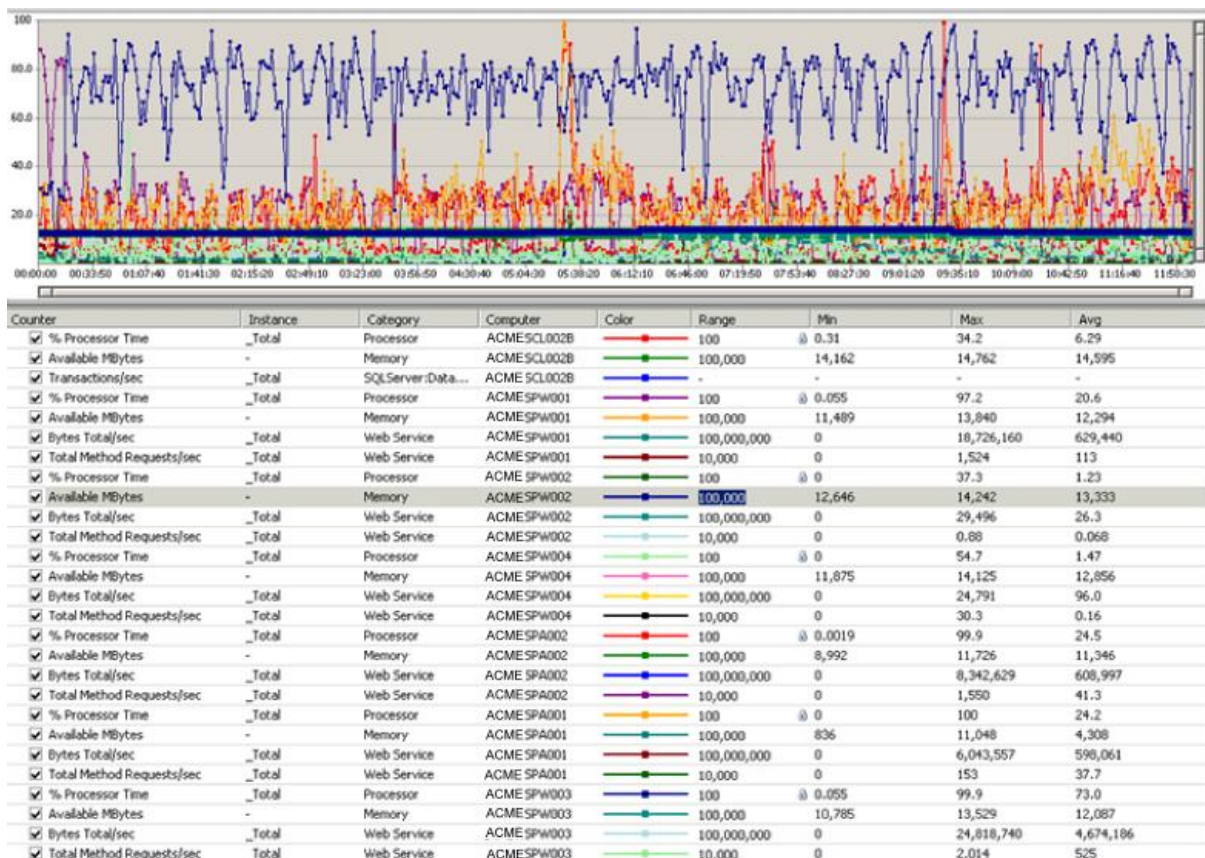 100
80.0
60.0
40.0
20.0
00:00:00 00:33:50 01:07:40 01:41:30 02:15:20 02:49:10 03:23:00 03:56:50 04:30:40 05:04:30 05:38:20 06:12:10 06:46:00 07:19:50 07:53:40 08:27:30 09:01:20 09:35:10 10:09:00 10:42:50 11:16:40 11:50:30
Counter Instance Category Computer Color Range Min Max Avg
% Processor Time _Total Processor ACMESCL002B 100 0.31 34.2 6.29
Available MBytes - Memory ACMESCL002B 100,000 14,162 14,762 14,595
Transactions/sec _Total SQLServer:Data... ACMESCL002B - - - -
% Processor Time _Total Processor ACMESPW001 100 0.055 97.2 20.6
Available MBytes - Memory ACMESPW001 100,000 11,489 13,840 12,294
Bytes Total/sec _Total Web Service ACMESPW001 100,000,000 0 18,726,160 629,440
Total Method Requests/sec _Total Web Service ACMESPW001 10,000 0 1,524 113
% Processor Time _Total Processor ACMESPW002 100 0 37.3 1.23
Available MBytes - Memory ACMESPW002 100,000 12,646 14,242 13,333
Bytes Total/sec _Total Web Service ACMESPW002 100,000,000 0 29,496 26.3
Total Method Requests/sec _Total Web Service ACMESPW002 10,000 0 0.88 0.068
% Processor Time _Total Processor ACMESPW004 100 0 54.7 1.47
Available MBytes - Memory ACMESPW004 100,000 11,875 14,125 12,856
Bytes Total/sec _Total Web Service ACMESPW004 100,000,000 0 24,791 96.0
Total Method Requests/sec _Total Web Service ACMESPW004 10,000 0 30.3 0.16
% Processor Time _Total Processor ACMESPA002 100 0.0019 99.9 24.5
Available MBytes - Memory ACMESPA002 100,000 8,992 11,726 11,346
Bytes Total/sec _Total Web Service ACMESPA002 100,000,000 0 8,342,629 608,997
Total Method Requests/sec _Total Web Service ACMESPA002 10,000 0 1,550 41.3
% Processor Time _Total Processor ACMESPA001 100 0 100 24.2
Available MBytes - Memory ACMESPA001 100,000 836 11,048 4,308
Bytes Total/sec _Total Web Service ACMESPA001 100,000,000 0 6,043,557 598,061
Total Method Requests/sec _Total Web Service ACMESPA001 10,000 0 153 37.7
% Processor Time _Total Processor ACMESPW003 100 0.055 99.9 73.0
Available MBytes - Memory ACMESPW003 100,000 10,785 13,529 12,087
Bytes Total/sec _Total Web Service ACMESPW003 100,000,000 0 24,818,740 4,674,186
Total Method Requests/sec _Total Web Service ACMESPW003 10,000 0 2,014 525